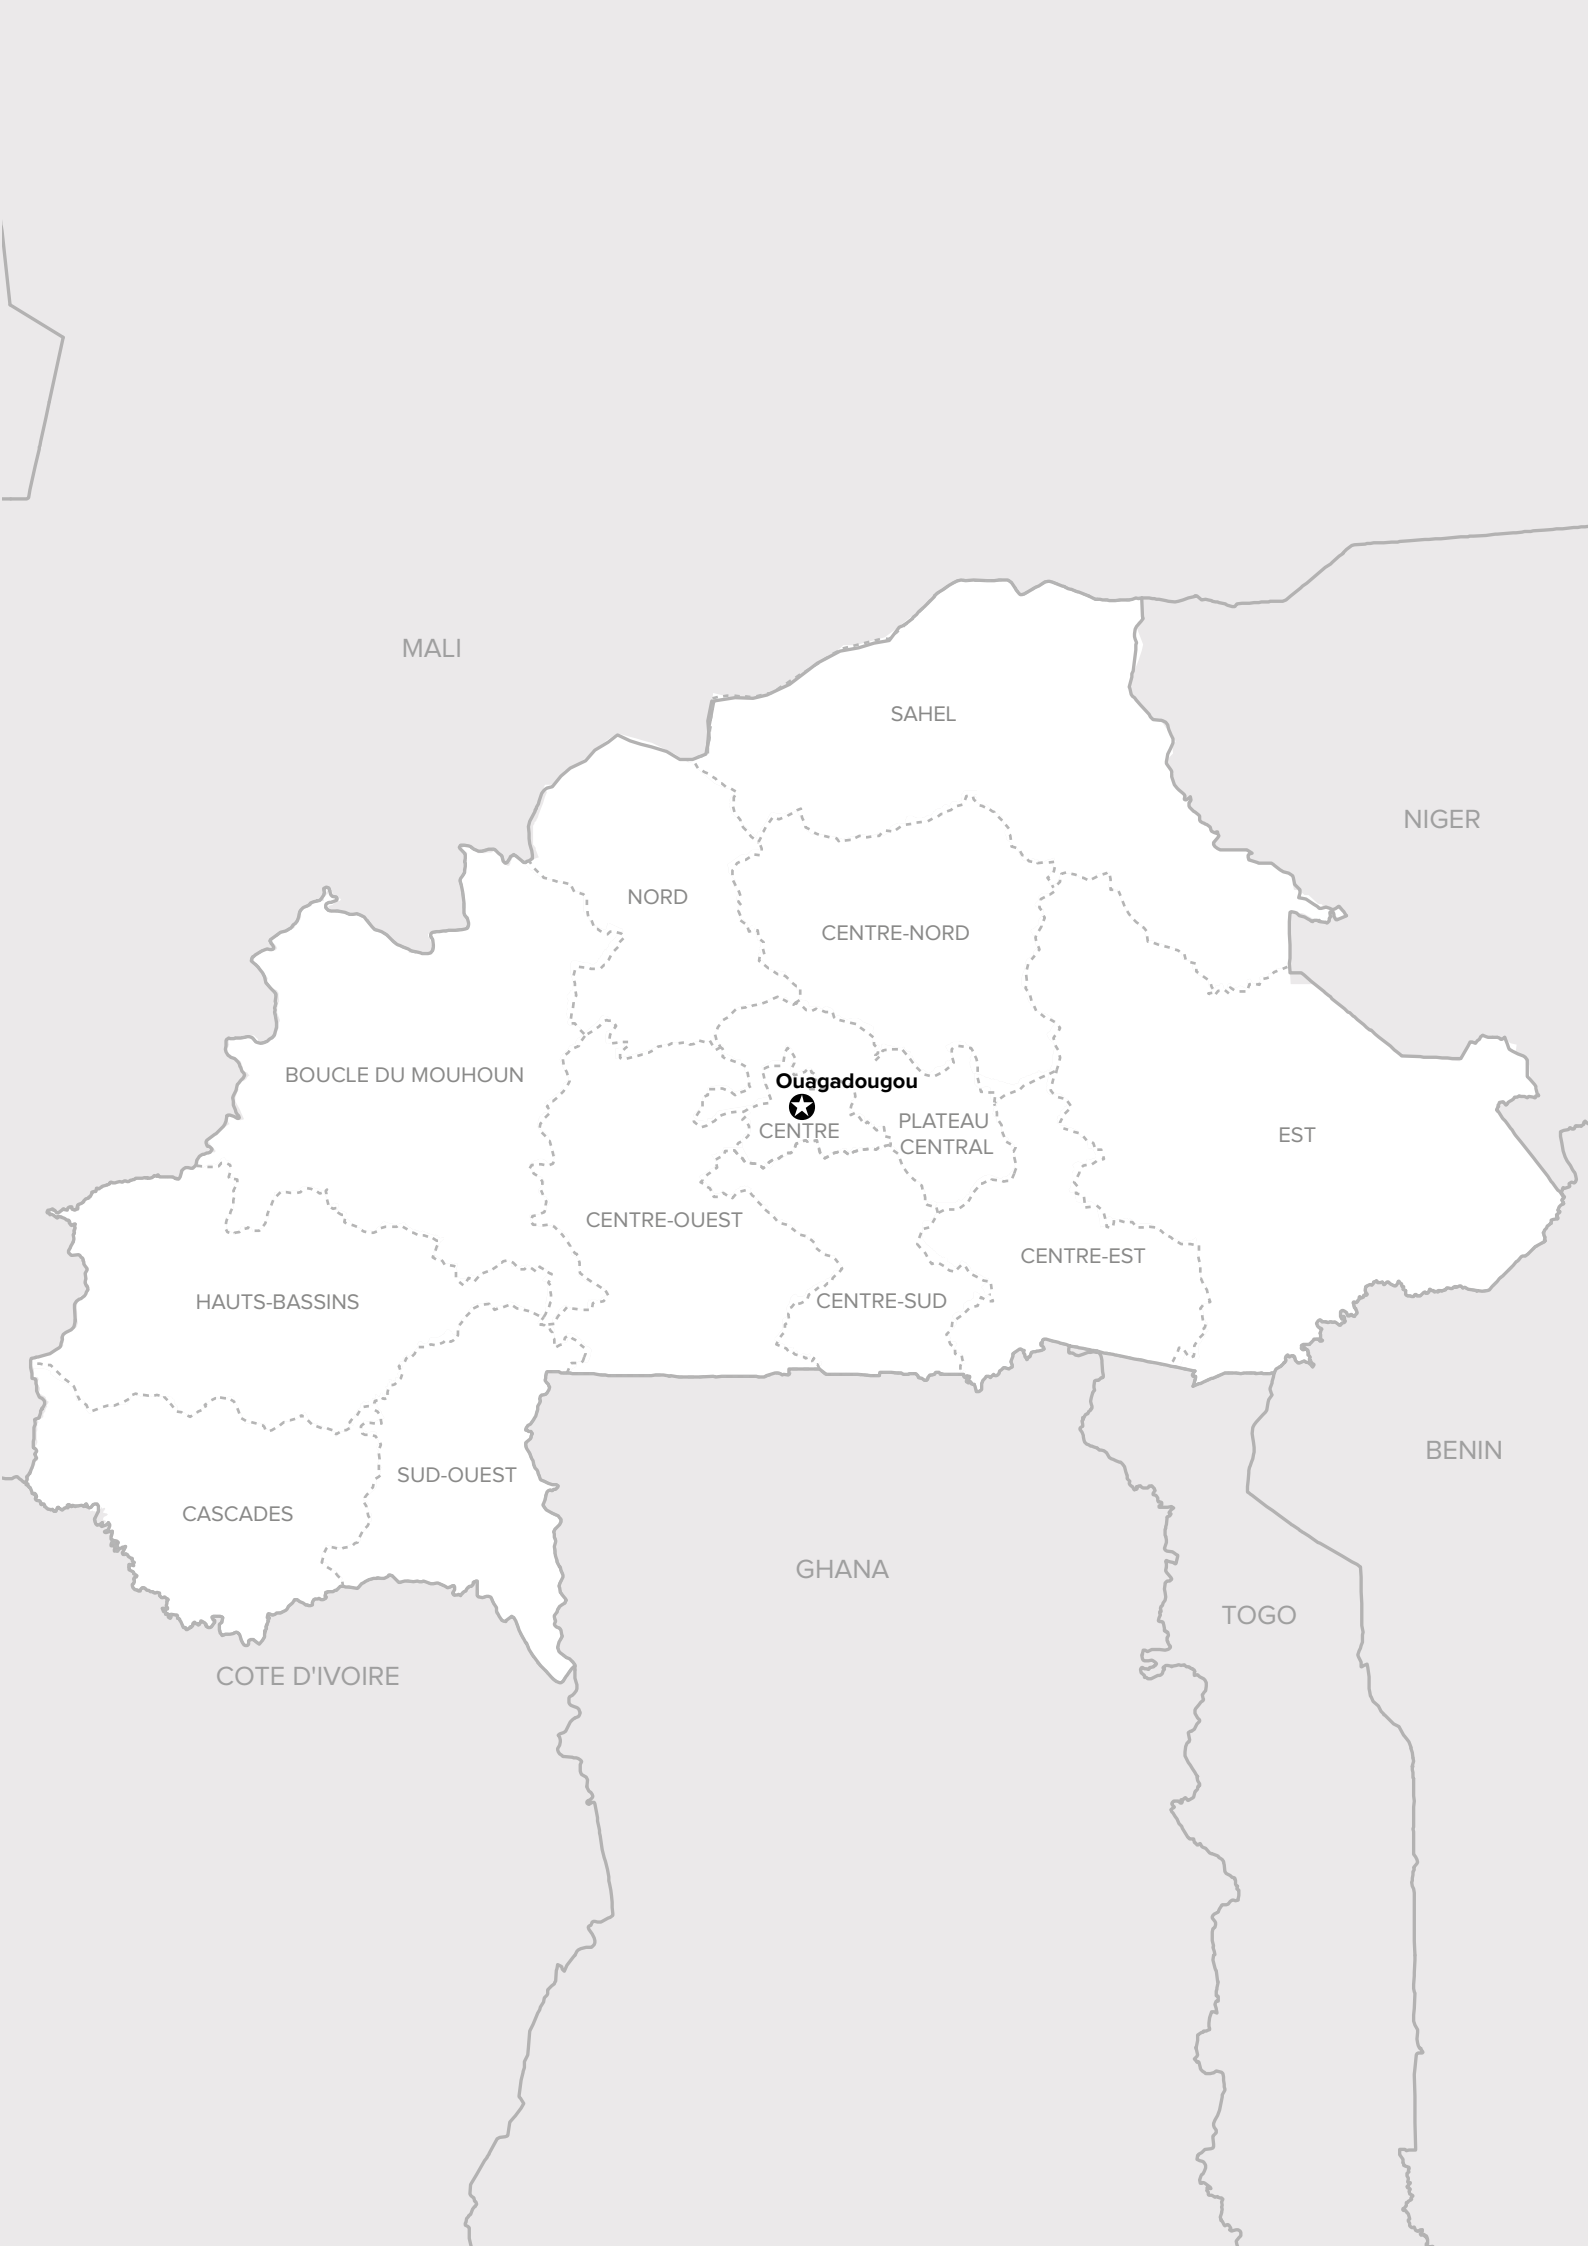 MALI
SAHEL
NIGER
NORD
CENTRE-NORD
BOUCLE DU MOUHOUN
Ouagadougou
PLATEAU
CENTRAL
CENTRE
EST
CENTRE-OUEST
CENTRE-EST
HAUTS-BASSINS
CENTRE-SUD
BENIN
SUD-OUEST
CASCADES
GHANA
TOGO
COTE D'IVOIRE